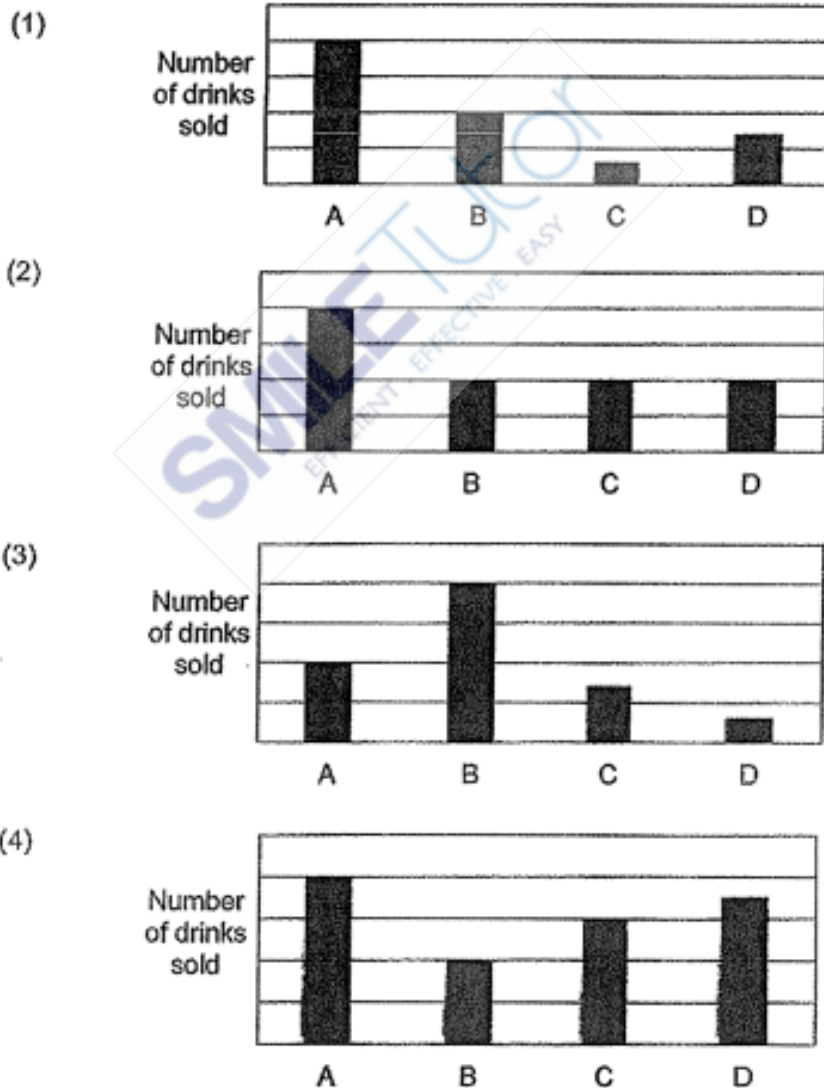 (1)
Number
of drinks
sold
A B C D
(2)
Number
of drinks
sold
A B C D
(3)
Number
of drinks
sold
A B C D
(4)
Number
of drinks
sold
A B C D
SMILE Tutor
EFFICIENT . EFFECTIVE . EASY